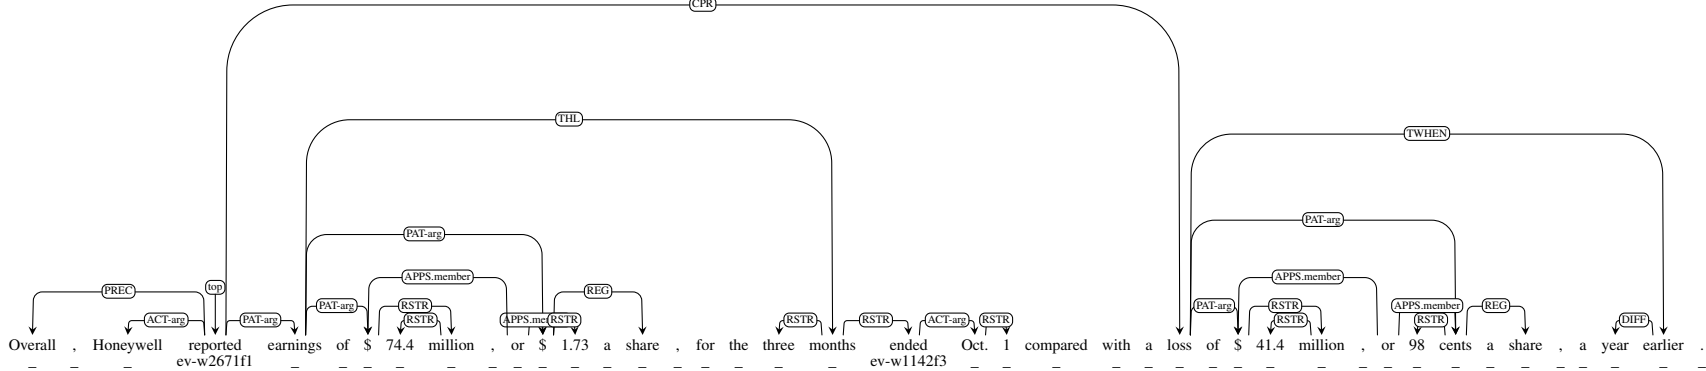 CPR
THL
TWHEN
PAT-arg PAT-arg
APPS.member APPS.member
PREC top REG
PAT-arg RSTR PAT-arg RSTR APPS.member REG
ACT-arg PAT-arg RSTR RSTR RSTR RSTR ACT-arg RSTR RSTR RSTR DIFF
Overall , Honeywell reported earnings of $ 74.4 million , or $ 1.73 a share , for the three months ended Oct. 1 compared with a loss of $ 41.4 million , or 98 cents a share , a year earlier .
_ _ _ ev-w2671f1 _ _ _ _ _ _ _ _ _ _ _ _ _ _ _ _ ev-w1142f3 _ _ _ _ _ _ _ _ _ _ _ _ _ _ _ _ _ _ _ _ _